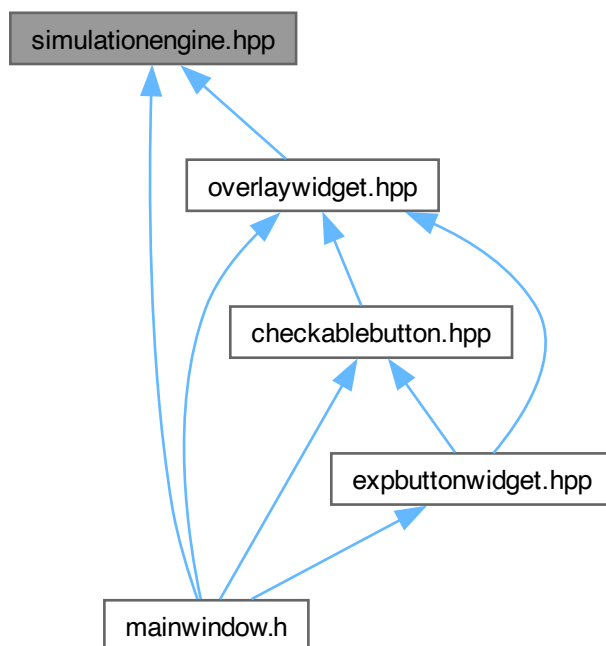 simulationengine.hpp
overlaywidget.hpp
checkablebutton.hpp
expbuttonwidget.hpp
mainwindow.h